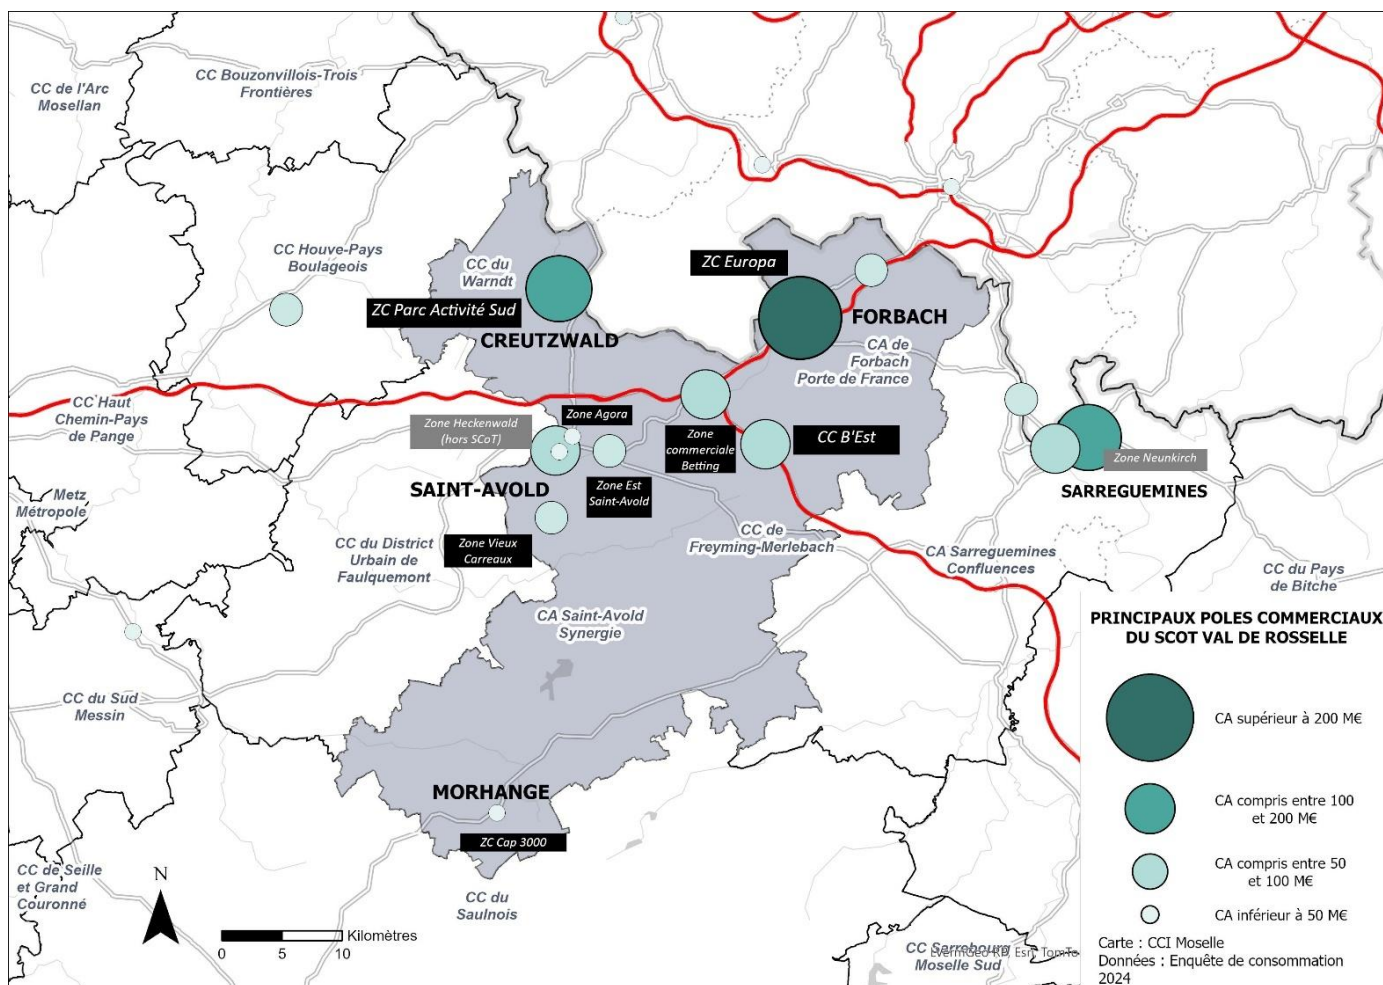 CC de l'Arc
Mosellan
CC Bouzonvillois-Trois
Frontières
CC Houve-Pays
Boulageois
CC du
Warndt
ZC Europa
ZC Parc Activité Sud
CREUTZWALD
FORBACH
CA de
Forbach
Porte de France
CC Haut
Chemin-Pays
de Pange
Zone Heckenwald
(hors SCoT)
Zone Agora
Zone
commerciale
Betting
CC B'Est
Zone Neunkirch
SARREGUEMINES
SAINT-AVOLD
Zone Est
Saint-Avold
Metz
Métropole
Zone Vieux
Carreaux
CC du District
Urbain de
Faulquemont
CC de
Freyming-Merlebach
CA Sarreguemines
Confluences
CC du Pays
de Bitche
CA Saint-Avold
Synergie
CC du Sud
Messin
MORHANGE
ZC Cap 3000
CC de Seille
et Grand
Couronné
CC du
Saulnois
CC Sarrebourg
Moselle Sud
N
Kilomètres
0 5 10
PRINCIPAUX POLES COMMERCIAUX
DU SCOT VAL DE ROSSELLE
CA supérieur à 200 M€
CA compris entre 100
et 200 M€
CA compris entre 50
et 100 M€
CA inférieur à 50 M€
Carte : CCI Moselle
Données : Enquête de consommation
2024